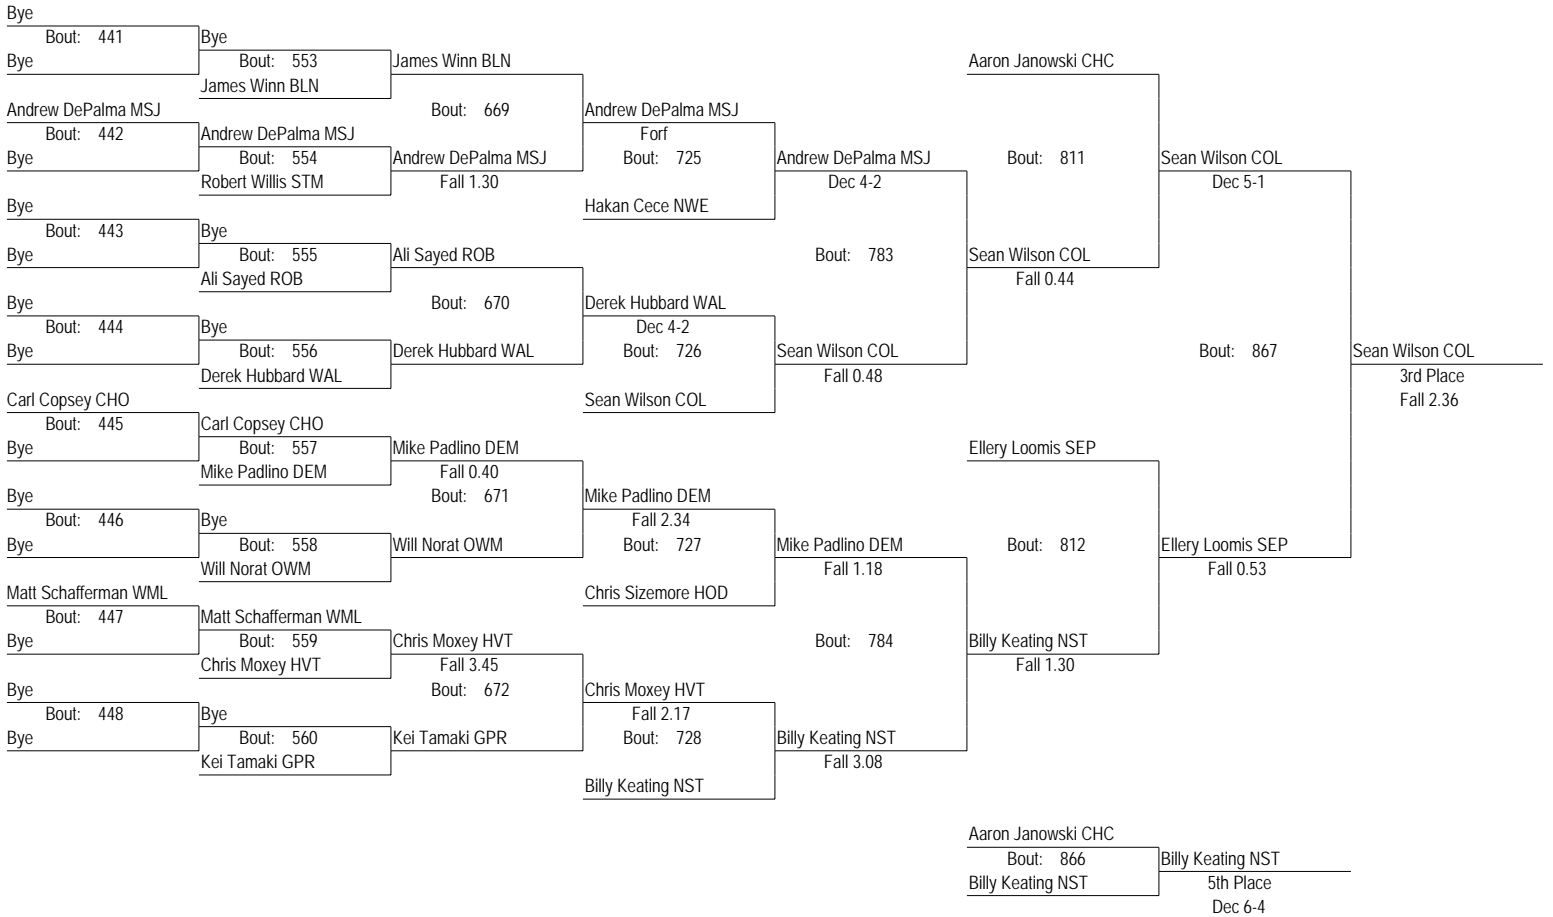 Bye
Bout: 441
Bye
Andrew DePalma MSJ
Bout: 442
Bye
Bye
Bout: 443
Bye
Bye
Bout: 444
Bye
Carl Copsey CHO
Bout: 445
Bye
Bye
Bout: 446
Bye
Matt Schafferman WML
Bout: 447
Bye
Bye
Bout: 448
Bye
Bye
Bout: 553
James Winn BLN
Andrew DePalma MSJ
Bout: 554
Robert Willis STM
Bye
Bout: 555
Ali Sayed ROB
Bye
Bout: 556
Derek Hubbard WAL
Carl Copsey CHO
Bout: 557
Mike Padlino DEM
Bye
Bout: 558
Will Norat OWM
Matt Schafferman WML
Bout: 559
Chris Moxey HVT
Bye
Bout: 560
Kei Tamaki GPR
James Winn BLN
Bout: 669
Andrew DePalma MSJ
Fall 1.30
Ali Sayed ROB
Bout: 670
Derek Hubbard WAL
Mike Padlino DEM
Fall 0.40
Bout: 671
Will Norat OWM
Chris Moxey HVT
Fall 3.45
Bout: 672
Kei Tamaki GPR
Andrew DePalma MSJ
Forf
Bout: 725
Hakan Cece NWE
Derek Hubbard WAL
Dec 4-2
Bout: 726
Sean Wilson COL
Mike Padlino DEM
Fall 2.34
Bout: 727
Chris Sizemore HOD
Chris Moxey HVT
Fall 2.17
Bout: 728
Billy Keating NST
Andrew DePalma MSJ
Dec 4-2
Bout: 783
Sean Wilson COL
Fall 0.48
Mike Padlino DEM
Fall 1.18
Bout: 784
Billy Keating NST
Fall 3.08
Aaron Janowski CHC
Bout: 811
Sean Wilson COL
Fall 0.44
Ellery Loomis SEP
Bout: 812
Billy Keating NST
Fall 1.30
Sean Wilson COL
Dec 5-1
Bout: 867
Ellery Loomis SEP
Fall 0.53
Sean Wilson COL
3rd Place
Fall 2.36
Aaron Janowski CHC
Bout: 866
Billy Keating NST
Billy Keating NST
5th Place
Dec 6-4